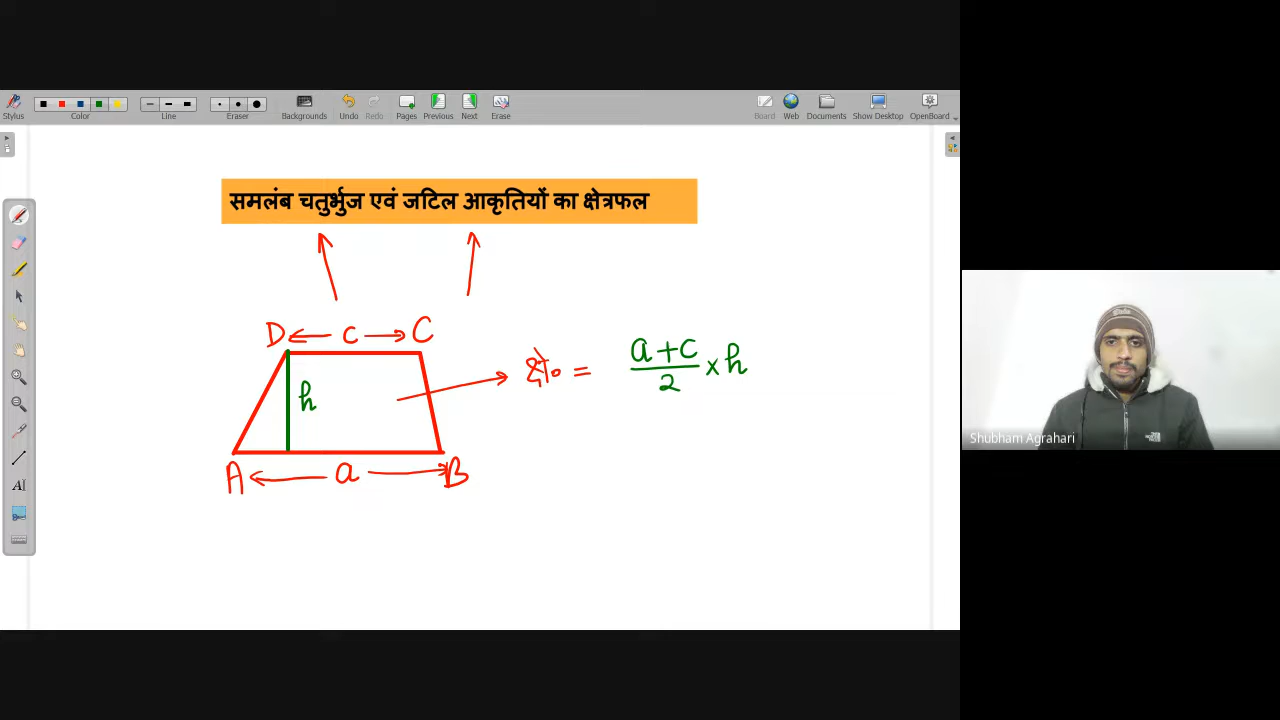 Stylus Color Line Eraser Backgrounds Undo Redo Pages Previous Next Erase Board Web Documents Show Desktop OpenBoard
समलंब चतुर्भुज एवं जटिल आकृतियों का क्षेत्रफल
D c C
h
क्षे० = a+c/2 × h
A a B
Shubham Agrahari